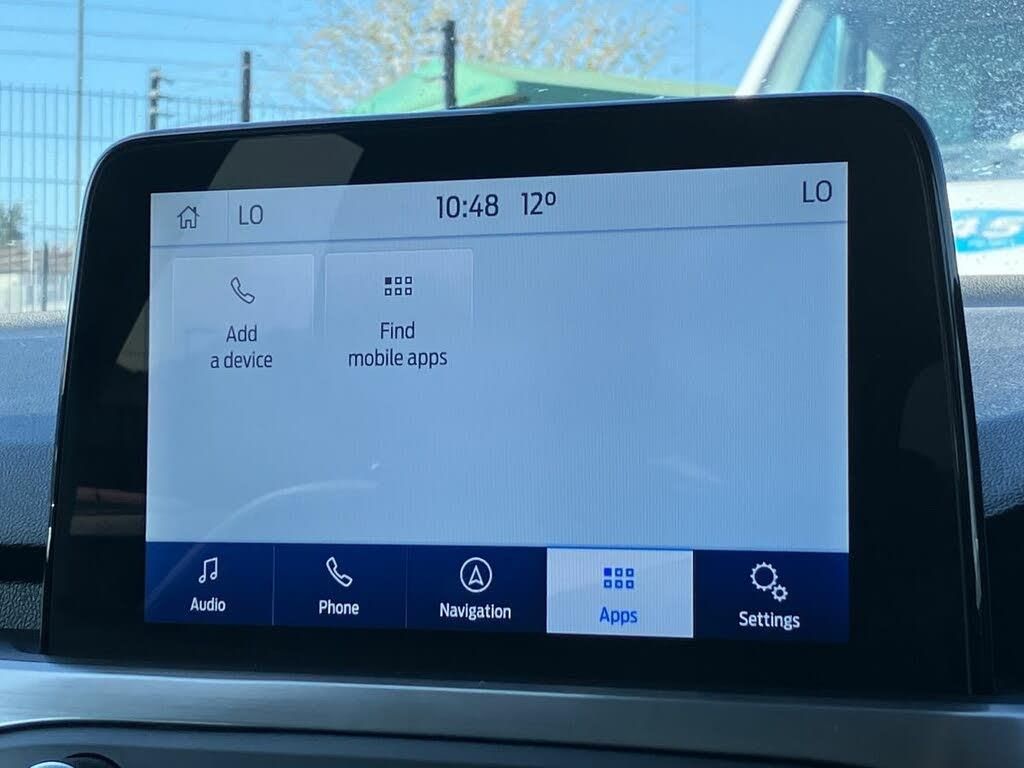 LO
10:48 12º
LO
Add
a device
Find
mobile apps
Audio
Phone
Navigation
Apps
Settings